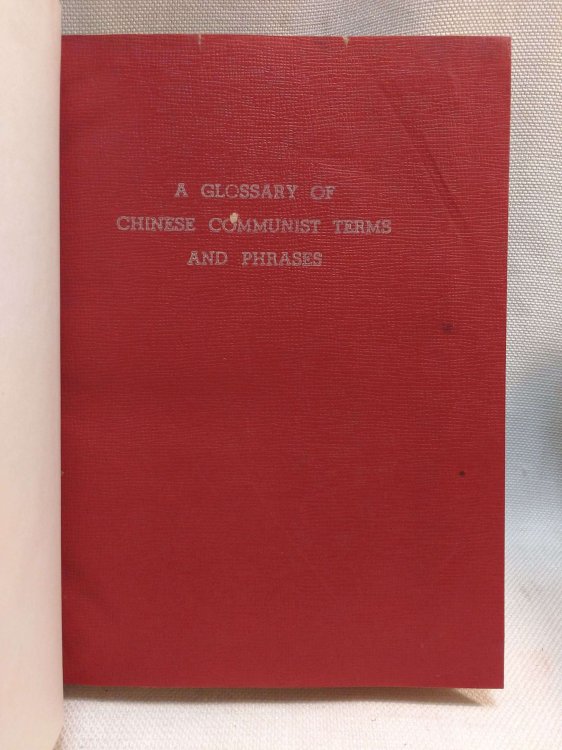 A GLOSSARY OF
CHINESE COMMUNIST TERMS
AND PHRASES